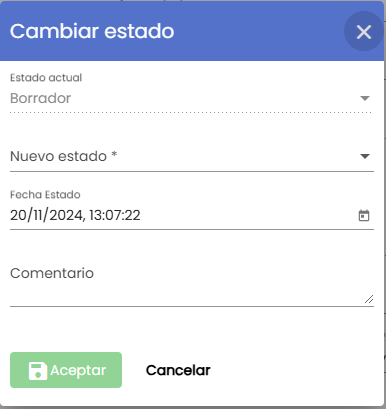 Cambiar estado
Estado actual
Borrador
Nuevo estado *
Fecha Estado
20/11/2024, 13:07:22
Comentario
Aceptar Cancelar